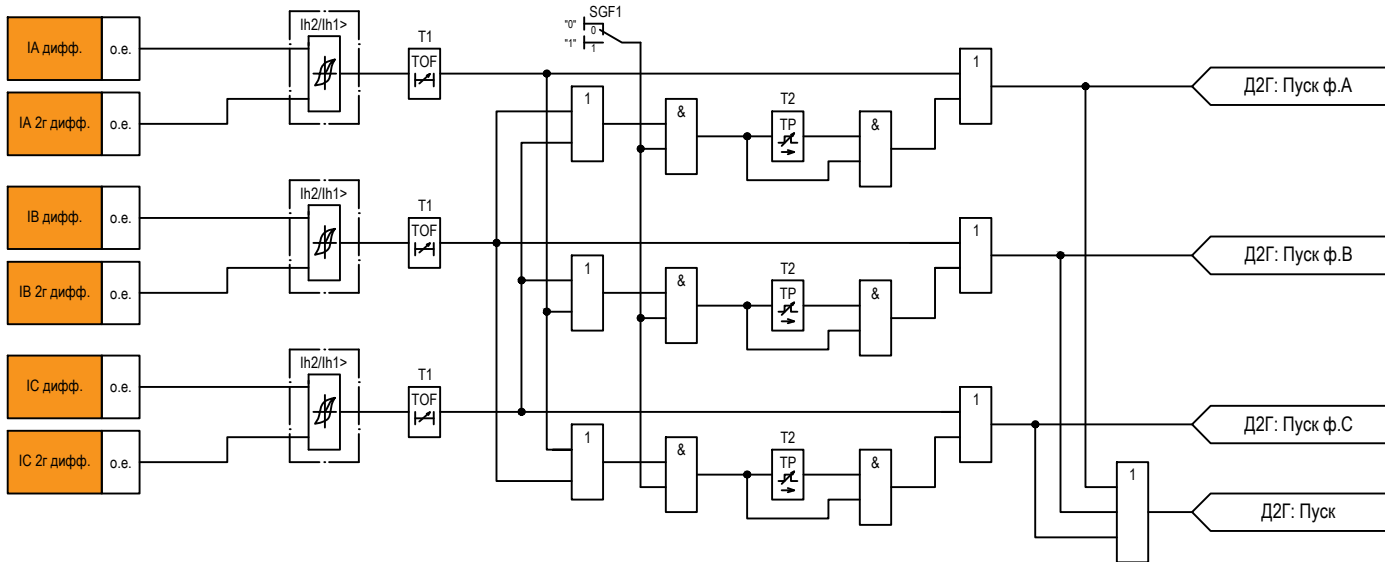 SGF1
"0" 0
"1" 1
IA дифф. о.е.
Ih2/Ih1>
T1
TOF
IA 2г дифф. о.е.
1
&
T2
TP
&
1
Д2Г: Пуск ф.А
IB дифф. о.е.
Ih2/Ih1>
T1
TOF
IB 2г дифф. о.е.
1
&
T2
TP
&
1
Д2Г: Пуск ф.В
IC дифф. о.е.
Ih2/Ih1>
T1
TOF
IC 2г дифф. о.е.
1
&
T2
TP
&
1
Д2Г: Пуск ф.С
1
Д2Г: Пуск